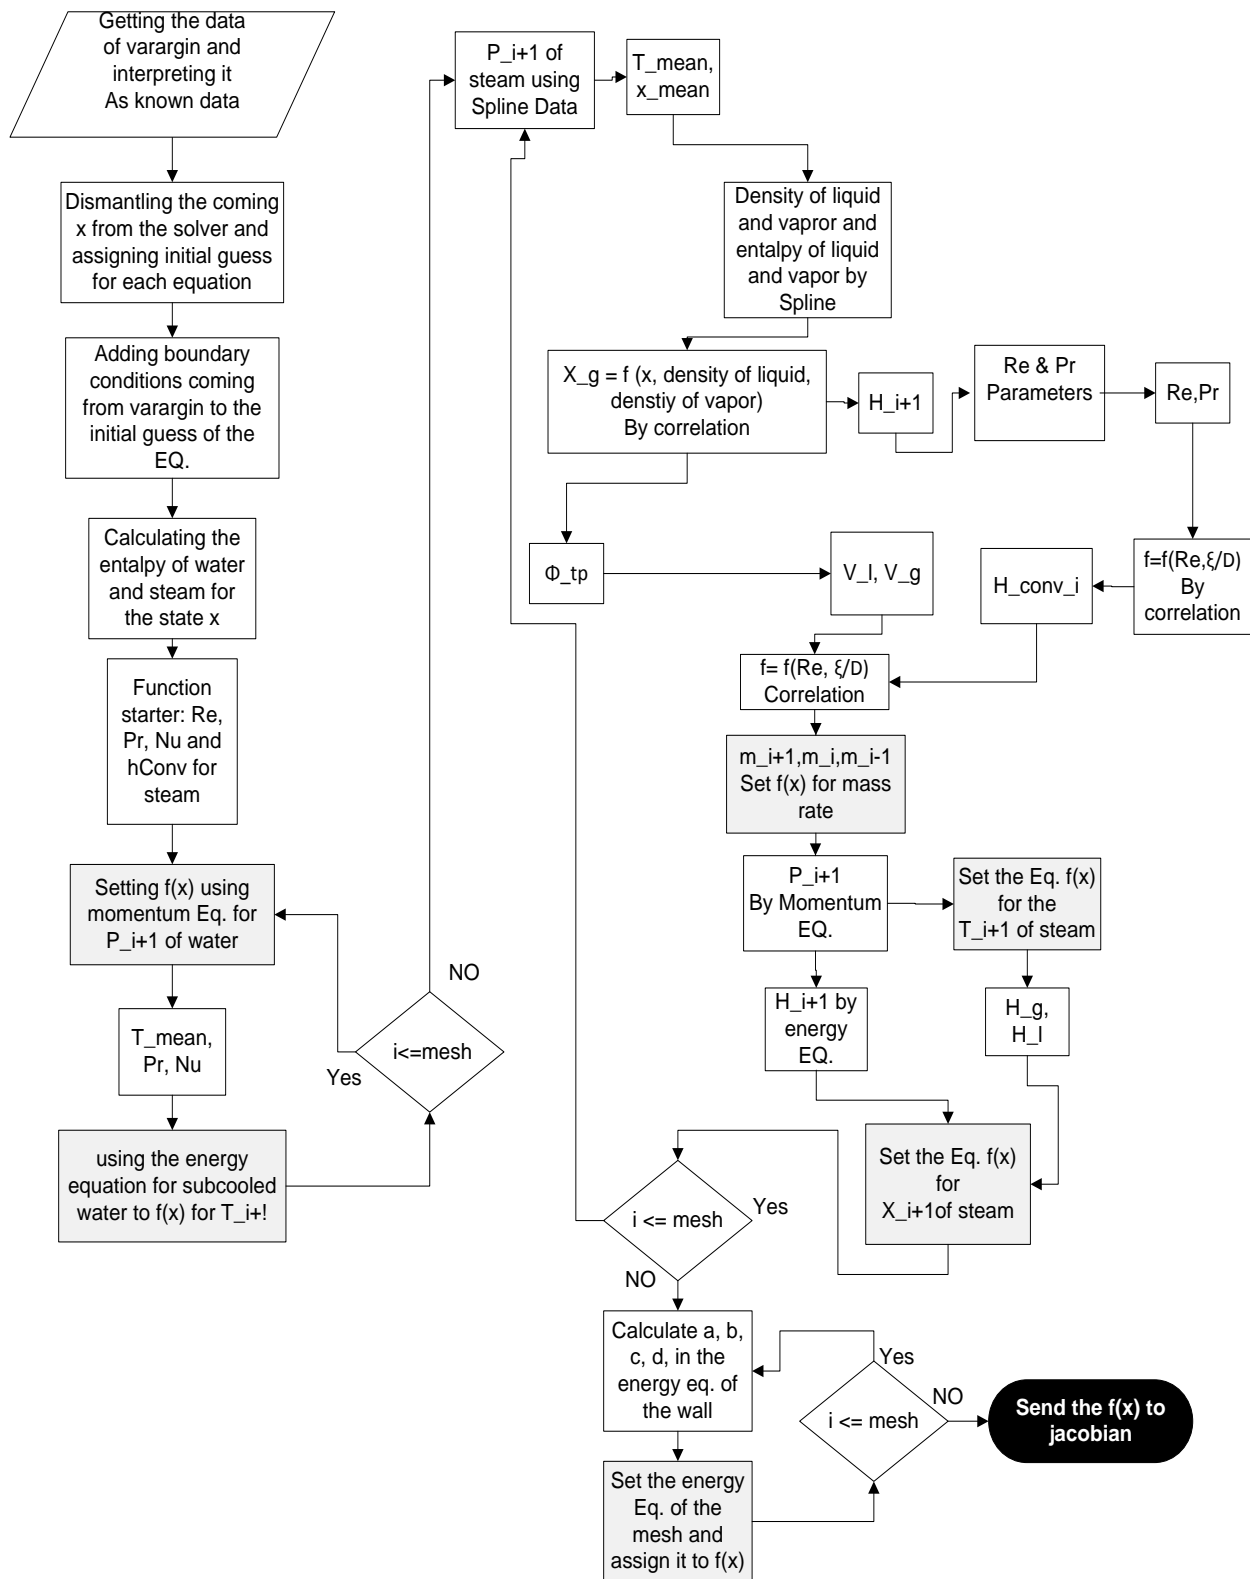 Getting the data
of varargin and
interpreting it
As known data
Dismantling the coming
x from the solver and
assigning initial guess
for each equation
Adding boundary
conditions coming
from varargin to the
initial guess of the
EQ.
Calculating the
entalpy of water
and steam for
the state x
Function
starter: Re,
Pr, Nu and
hConv for
steam
Setting f(x) using
momentum Eq. for
P_i+1 of water
T_mean,
Pr, Nu
using the energy
equation for subcooled
water to f(x) for T_i+!
i<=mesh
Yes
NO
P_i+1 of
steam using
Spline Data
T_mean,
x_mean
Density of liquid
and vapror and
entalpy of liquid
and vapor by
Spline
X_g = f (x, density of liquid,
denstiy of vapor)
By correlation
H_i+1
Re & Pr
Parameters
Re,Pr
f=f(Re,ξ/D)
By
correlation
H_conv_i
Φ_tp
V_l, V_g
f= f(Re, ξ/D)
Correlation
m_i+1,m_i,m_i-1
Set f(x) for mass
rate
P_i+1
By Momentum
EQ.
Set the Eq. f(x)
for the
T_i+1 of steam
H_i+1 by
energy
EQ.
H_g,
H_l
Set the Eq. f(x)
for
X_i+1of steam
i <= mesh
Yes
NO
Calculate a, b,
c, d, in the
energy eq. of
the wall
Set the energy
Eq. of the
mesh and
assign it to f(x)
i <= mesh
Yes
NO
Send the f(x) to
jacobian